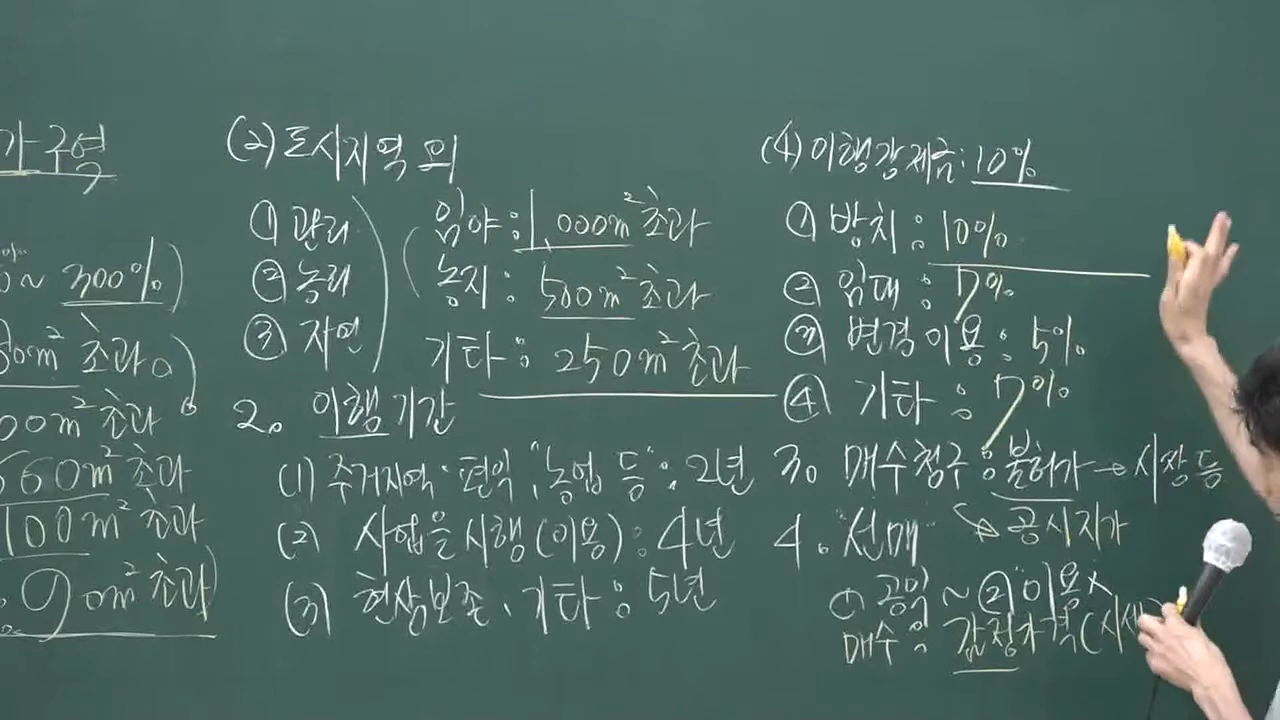 가구역
~ 300%)
0m² 초과
00m² 초과
660m² 초과
100m² 초과
90m² 초과)
(2) 도시지역 외
① 관리
② 농림
③ 자연
임야 : 1,000m² 초과
농지 : 500m² 초과
기타 : 250m² 초과
2. 이행기간
(1) 주거지역·편익, "농업 등" : 2년
(2) 사업을 시행(이용) : 4년
(3) 현상보존, 기타 : 5년
(4) 이행강제금 : 10%
① 방치 : 10%
② 임대 : 7%
③ 변경이용 : 5%
④ 기타 : 7%
3. 매수청구 : 불허가 → 시장 등
→ 공시지가
4. "선매"
① 공익 ~ ② 이용x
매수 : 감정가격(시세